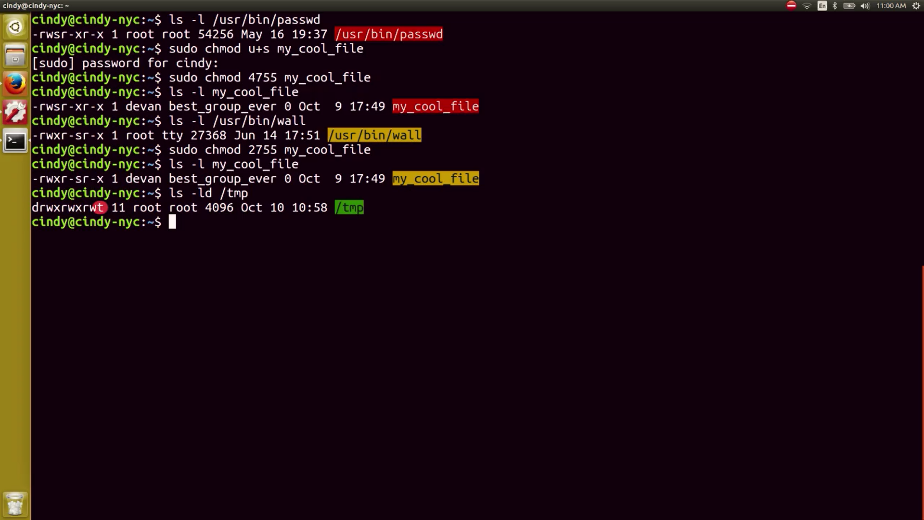 En 11:00 AM
cindy@cindy-nyc:~$ ls -l /usr/bin/passwd
-rwsr-xr-x 1 root root 54256 May 16 19:37 /usr/bin/passwd
cindy@cindy-nyc:~$ sudo chmod u+s my_cool_file
[sudo] password for cindy:
cindy@cindy-nyc:~$ sudo chmod 4755 my_cool_file
cindy@cindy-nyc:~$ ls -l my_cool_file
-rwsr-xr-x 1 devan best_group_ever 0 Oct  9 17:49 my_cool_file
cindy@cindy-nyc:~$ ls -l /usr/bin/wall
-rwxr-sr-x 1 root tty 27368 Jun 14 17:51 /usr/bin/wall
cindy@cindy-nyc:~$ sudo chmod 2755 my_cool_file
cindy@cindy-nyc:~$ ls -l my_cool_file
-rwxr-sr-x 1 devan best_group_ever 0 Oct  9 17:49 my_cool_file
cindy@cindy-nyc:~$ ls -ld /tmp
drwxrwxrwt 11 root root 4096 Oct 10 10:58 /tmp
cindy@cindy-nyc:~$